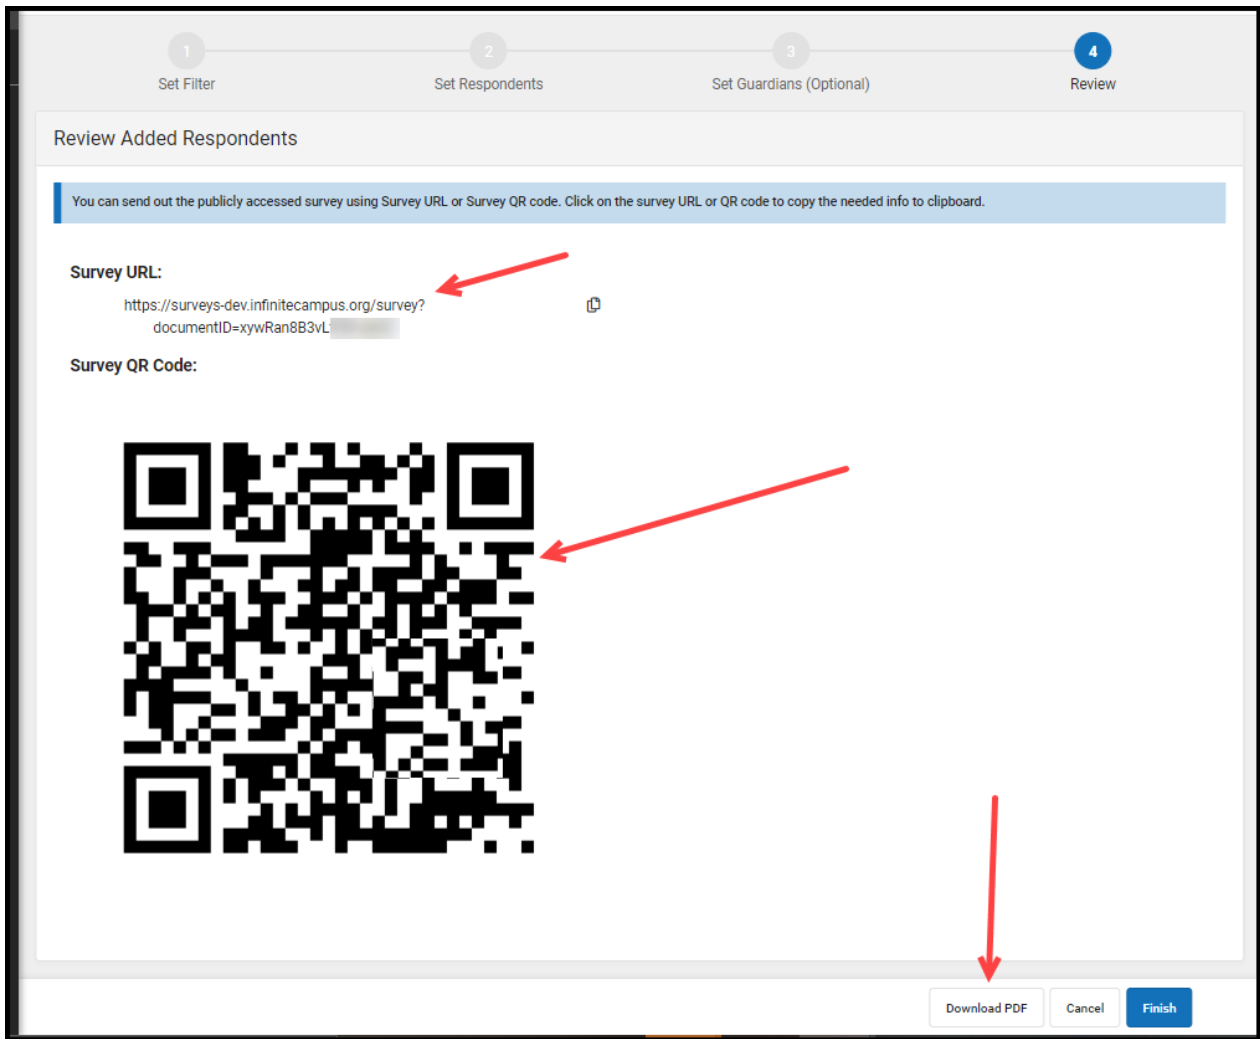 1
2
3
4
Set Filter
Set Respondents
Set Guardians (Optional)
Review
Review Added Respondents
You can send out the publicly accessed survey using Survey URL or Survey QR code. Click on the survey URL or QR code to copy the needed info to clipboard.
Survey URL:
https://surveys-dev.infinitecampus.org/survey?
documentID=xywRan8B3vL
Survey QR Code:
Download PDF
Cancel
Finish